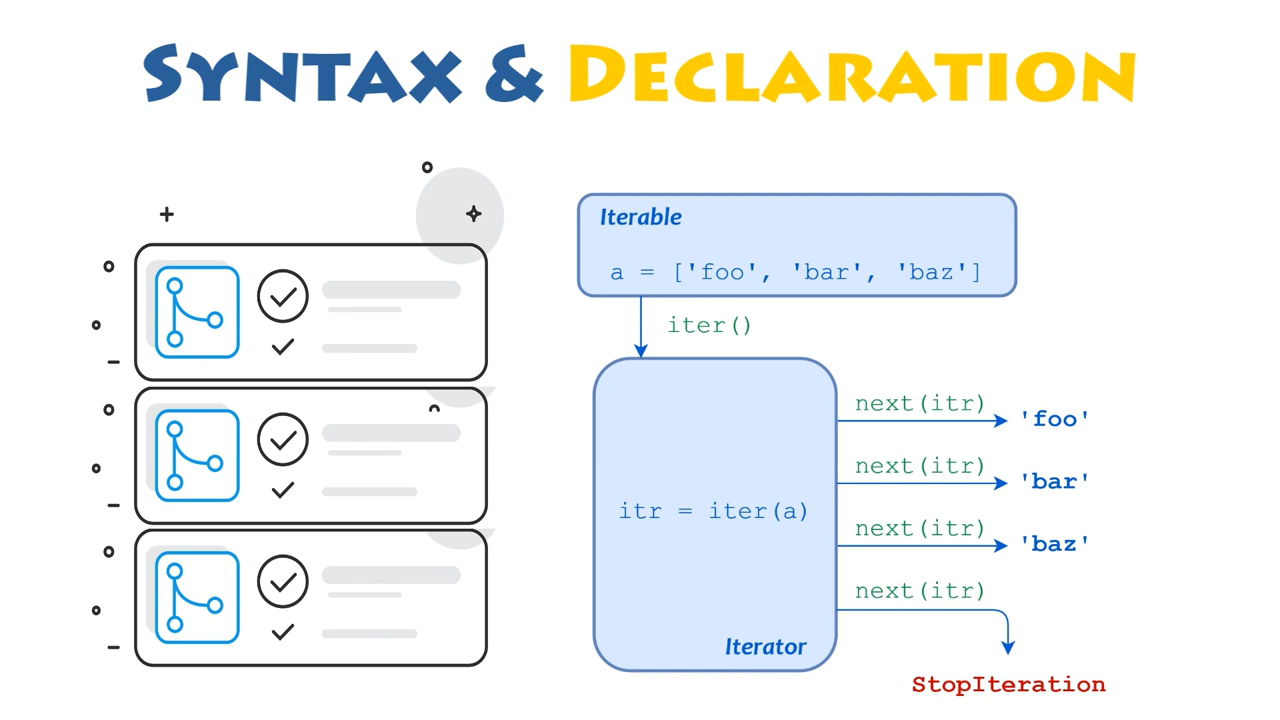 SYNTAX & DECLARATION
Iterable
a = ['foo', 'bar', 'baz']
iter()
itr = iter(a)
Iterator
next(itr)
'foo'
next(itr)
'bar'
next(itr)
'baz'
next(itr)
StopIteration